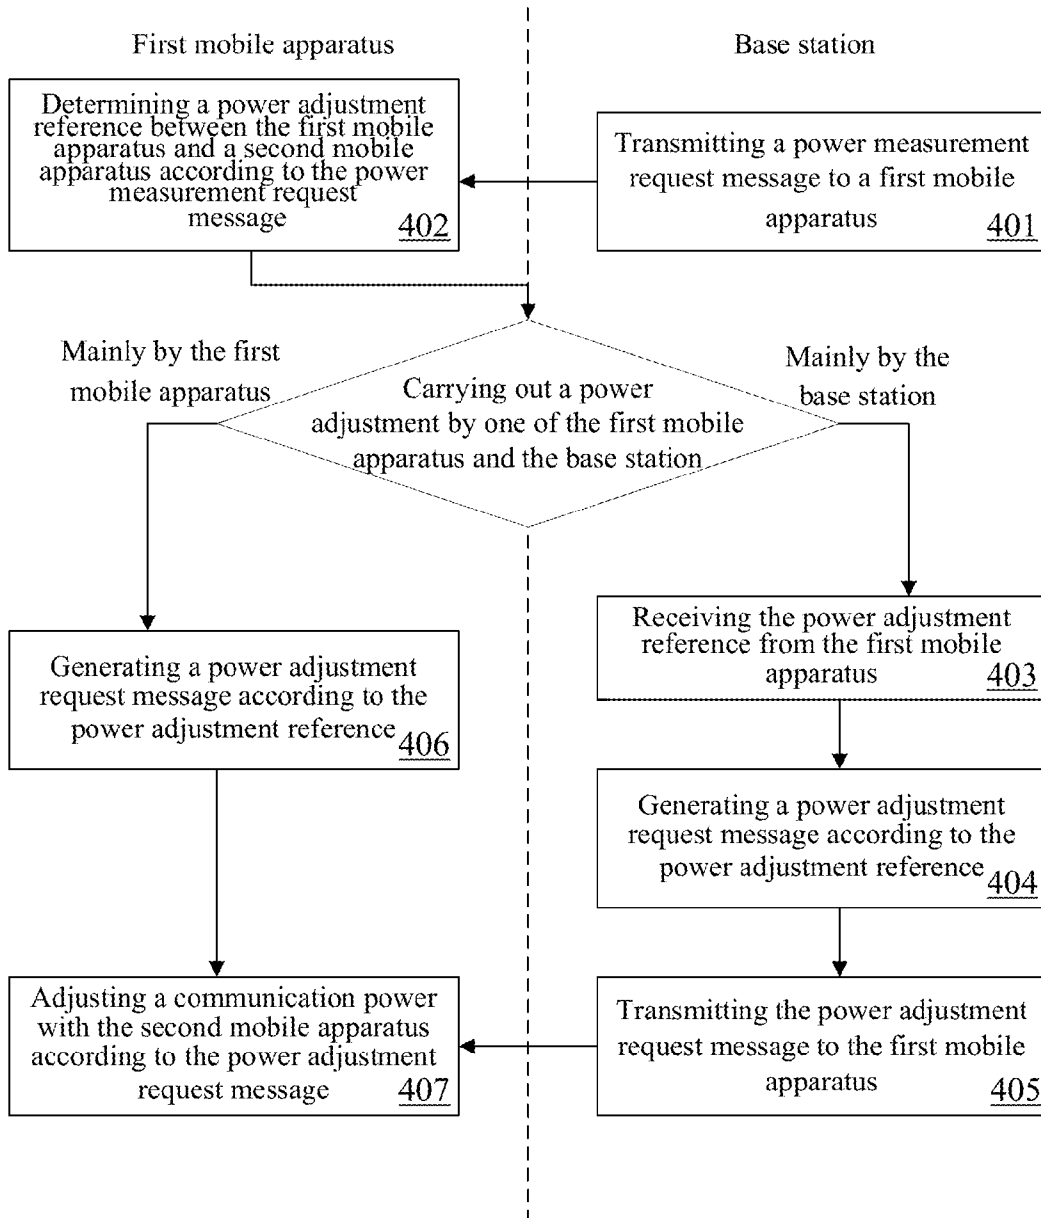 First mobile apparatus
Base station
Determining a power adjustment
reference between the first mobile
apparatus and a second mobile
apparatus according to the power
measurement request
message
402
Transmitting a power measurement
request message to a first mobile
apparatus
401
Mainly by the first
mobile apparatus
Mainly by the
base station
Carrying out a power
adjustment by one of the first mobile
apparatus and the base station
Receiving the power adjustment
reference from the first mobile
apparatus
403
Generating a power adjustment
request message according to the
power adjustment reference
406
Generating a power adjustment
request message according to the
power adjustment reference
404
Adjusting a communication power
with the second mobile apparatus
according to the power adjustment
request message
407
Transmitting the power adjustment
request message to the first mobile
apparatus
405